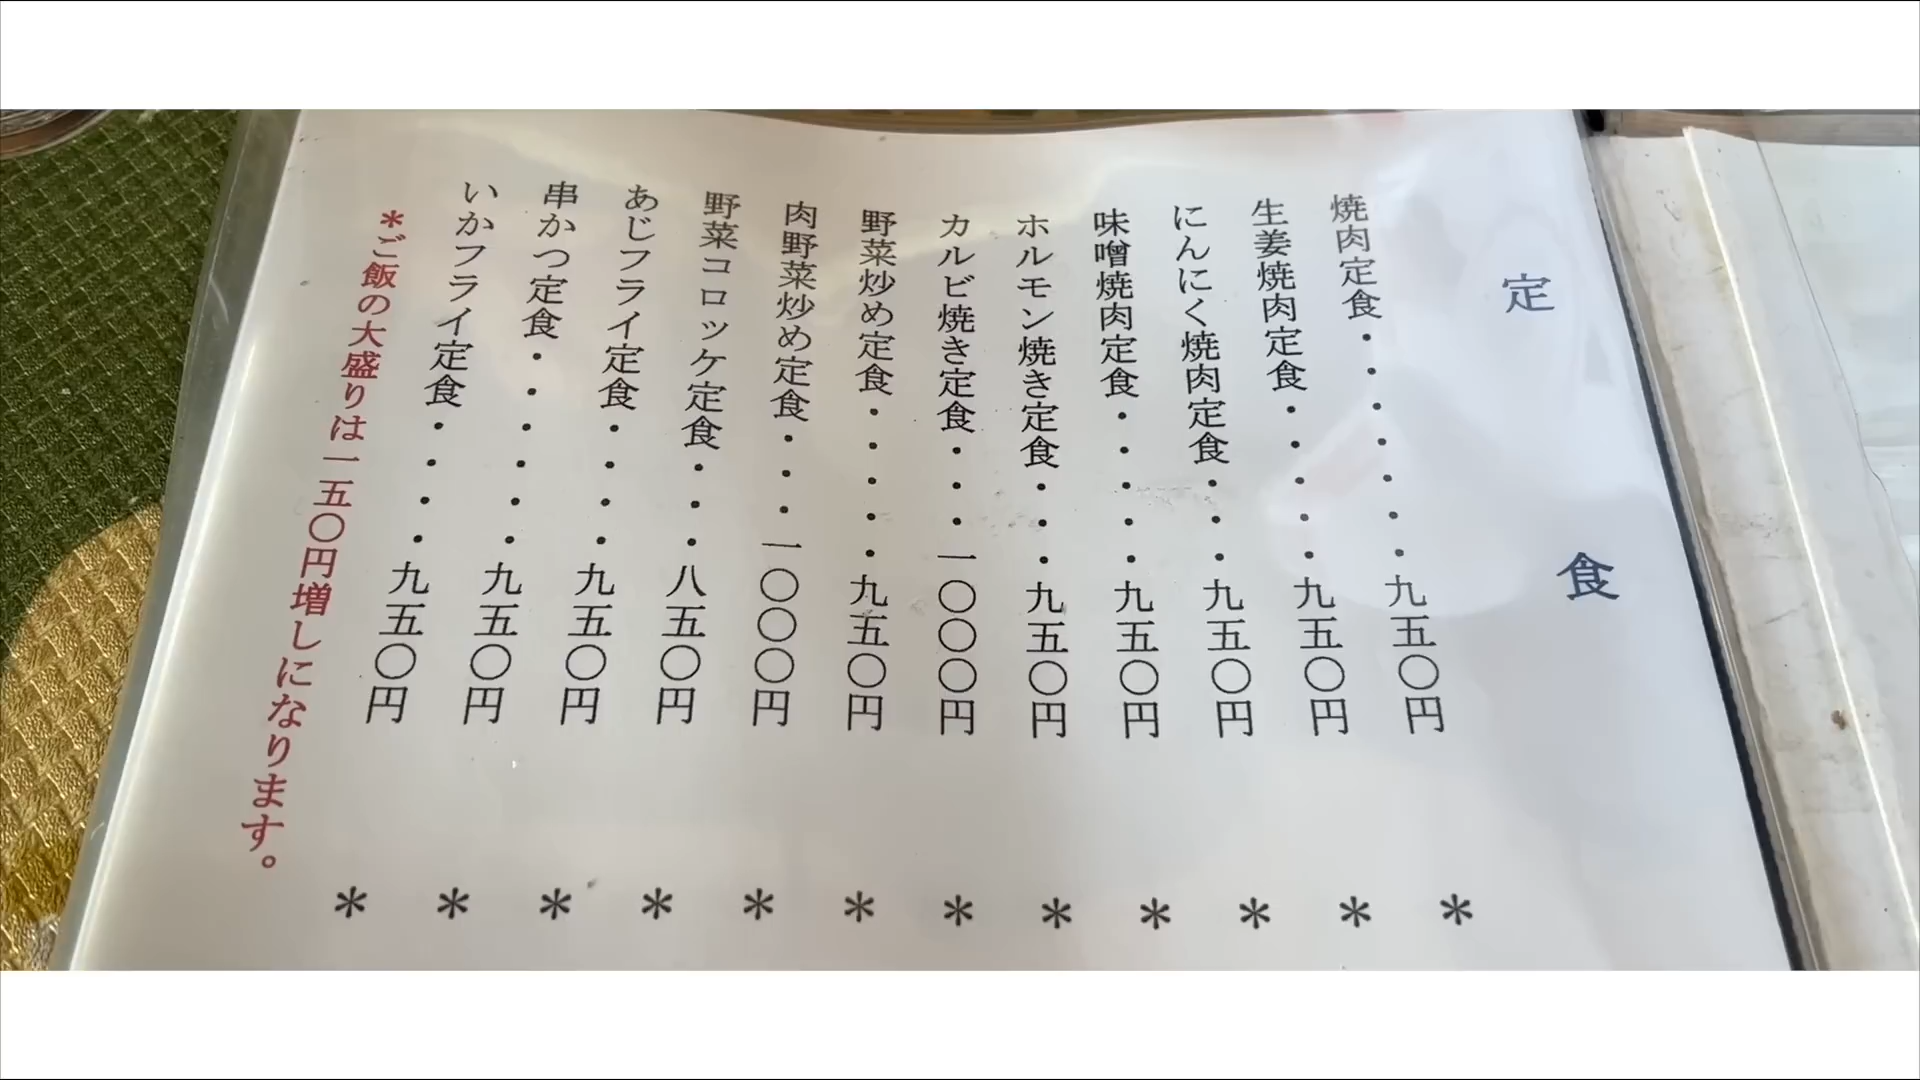 定食
焼肉定食・・・・・・・九五〇円
生姜焼肉定食・・・・・九五〇円
にんにく焼肉定食・・・九五〇円
味噌焼肉定食・・・・・九五〇円
ホルモン焼き定食・・・九五〇円
カルビ焼き定食・・・一〇〇〇円
野菜炒め定食・・・・・九五〇円
肉野菜炒め定食・・・一〇〇〇円
野菜コロッケ定食・・・八五〇円
あじフライ定食・・・・九五〇円
串かつ定食・・・・・・九五〇円
いかフライ定食・・・・九五〇円
*ご飯の大盛りは一五〇円増しになります。
* * * * * * * * * * * *